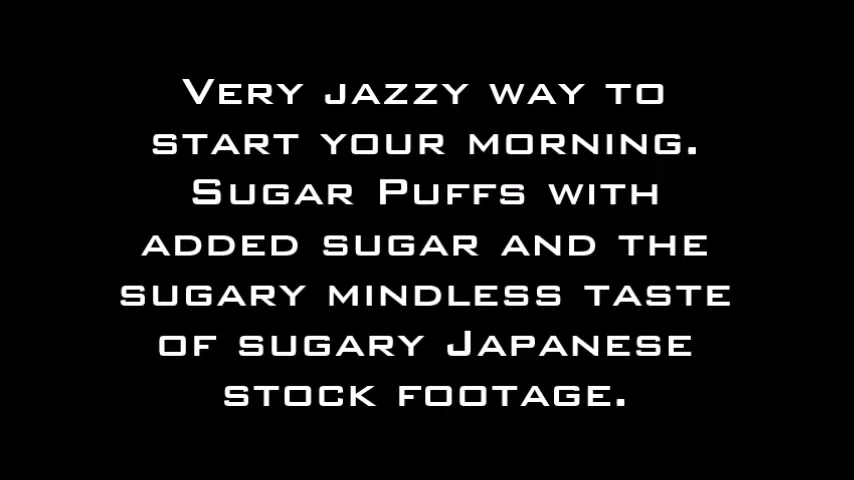 Very jazzy way to
start your morning.
Sugar Puffs with
added sugar and the
sugary mindless taste
of sugary Japanese
stock footage.